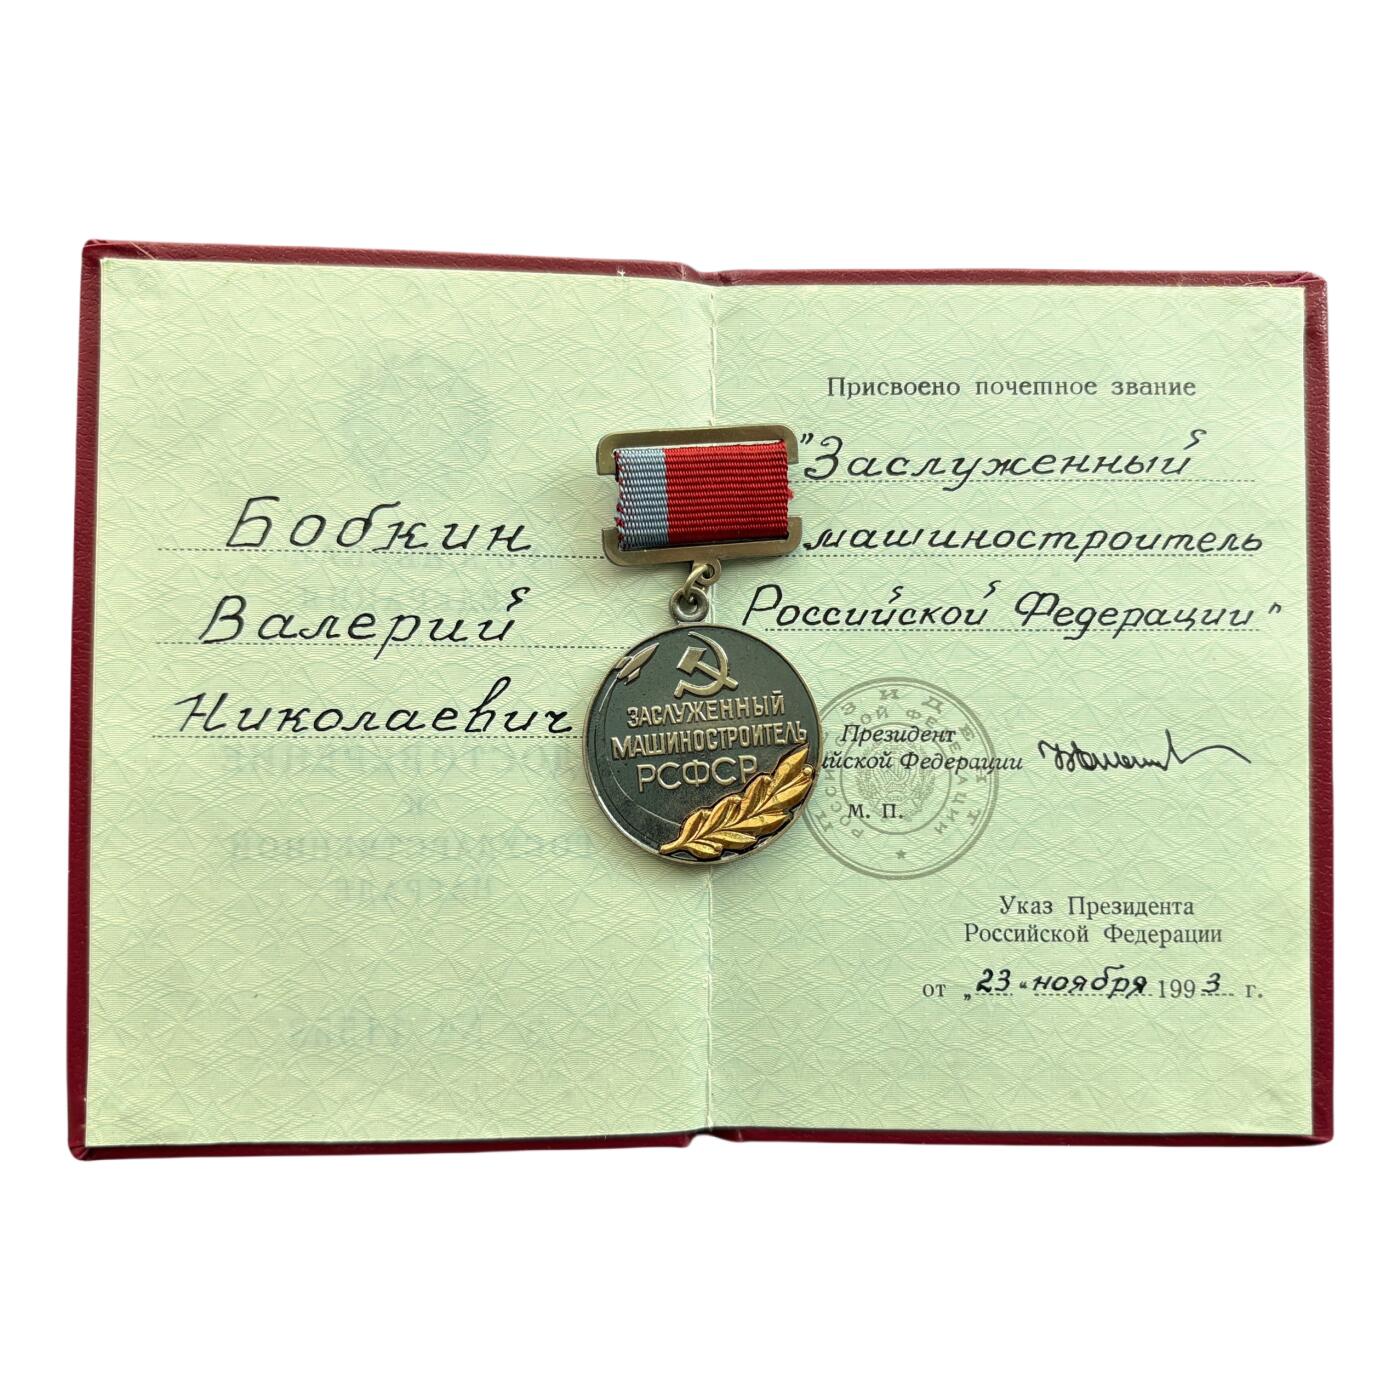 Бобкин
Валерий
Николаевич
ЗАСЛУЖЕННЫЙ
МАШИНОСТРОИТЕЛЬ
РСФСР
Присвоено почетное звание
"Заслуженный
машиностроитель
Российской Федерации"
Президент
йской Федерации
М. П.
Указ Президента
Российской Федерации
от „23“ ноября 1993 г.